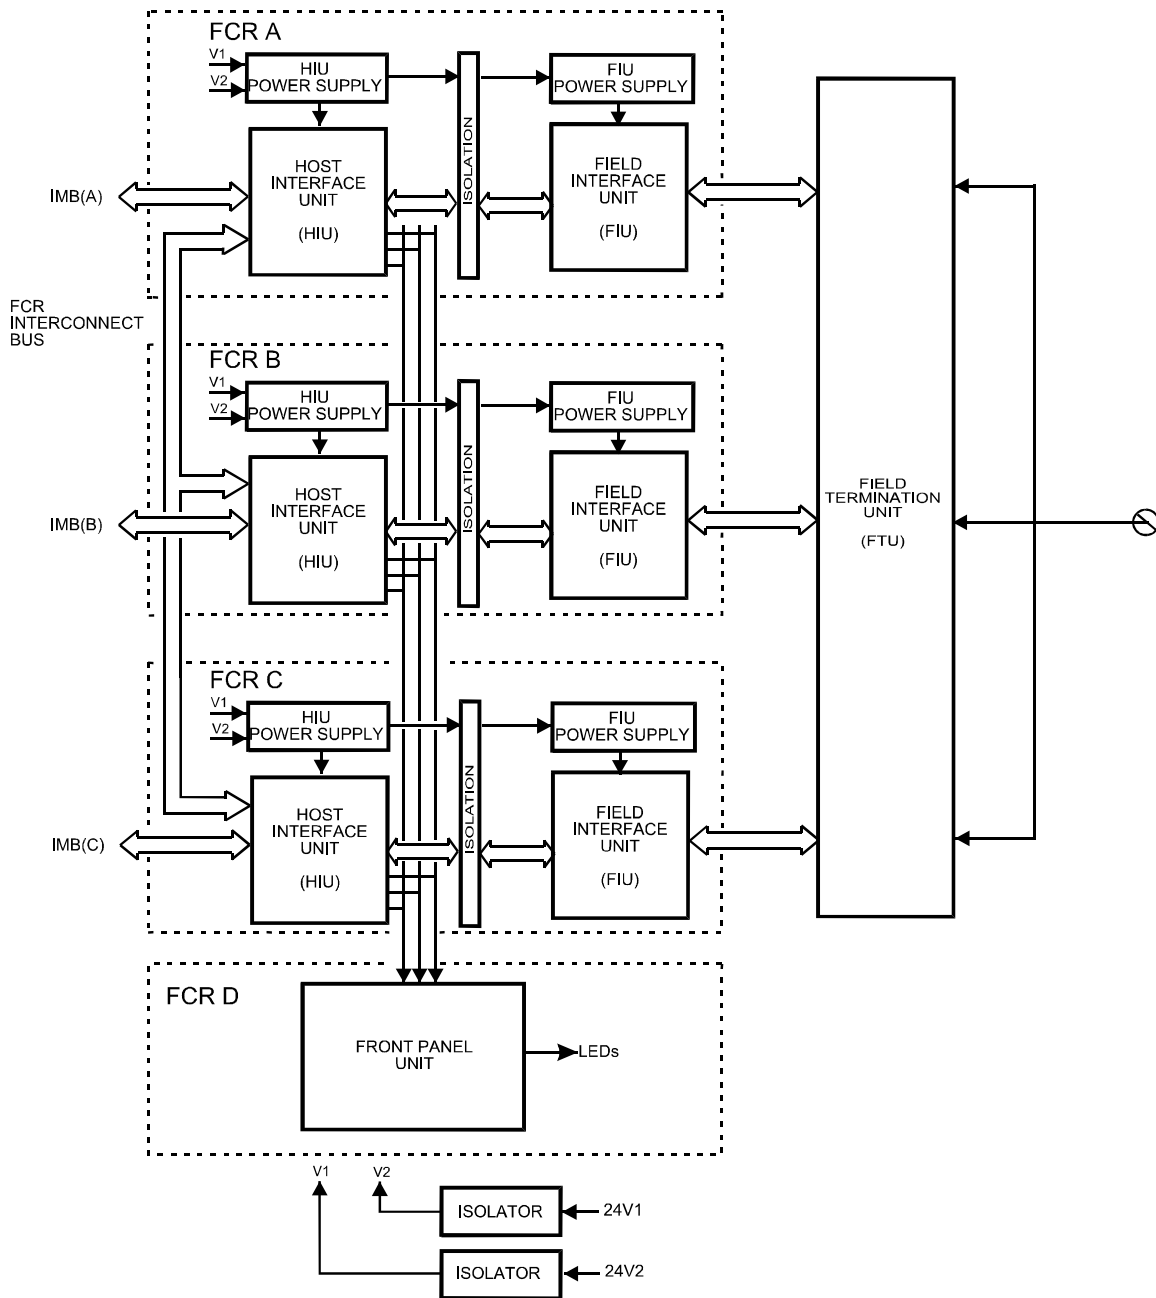 FCR A
V1
V2
HIU
POWER SUPPLY
FIU
POWER SUPPLY
ISOLATION
HOST
INTERFACE
UNIT
(HIU)
FIELD
INTERFACE
UNIT
(FIU)
IMB(A)
FCR
INTERCONNECT
BUS
FCR B
V1
V2
HIU
POWER SUPPLY
FIU
POWER SUPPLY
ISOLATION
HOST
INTERFACE
UNIT
(HIU)
FIELD
INTERFACE
UNIT
(FIU)
IMB(B)
FIELD
TERMINATION
UNIT
(FTU)
FCR C
V1
V2
HIU
POWER SUPPLY
FIU
POWER SUPPLY
ISOLATION
HOST
INTERFACE
UNIT
(HIU)
FIELD
INTERFACE
UNIT
(FIU)
IMB(C)
FCR D
FRONT PANEL
UNIT
LEDs
V1
V2
ISOLATOR
24V1
ISOLATOR
24V2